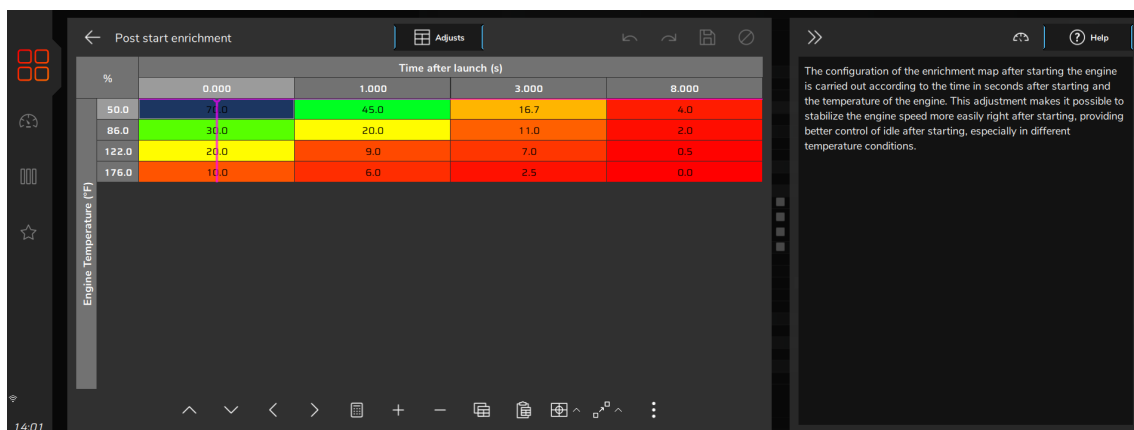 Post start enrichment
Adjusts
Help
%
Time after launch (s)
0.000 1.000 3.000 8.000
Engine Temperature (°F)
50.0 70.0 45.0 16.7 4.0
86.0 30.0 20.0 11.0 2.0
122.0 20.0 9.0 7.0 0.5
176.0 10.0 6.0 2.5 0.0
The configuration of the enrichment map after starting the engine
is carried out according to the time in seconds after starting and
the temperature of the engine. This adjustment makes it possible to
stabilize the engine speed more easily right after starting, providing
better control of idle after starting, especially in different
temperature conditions.
14:01